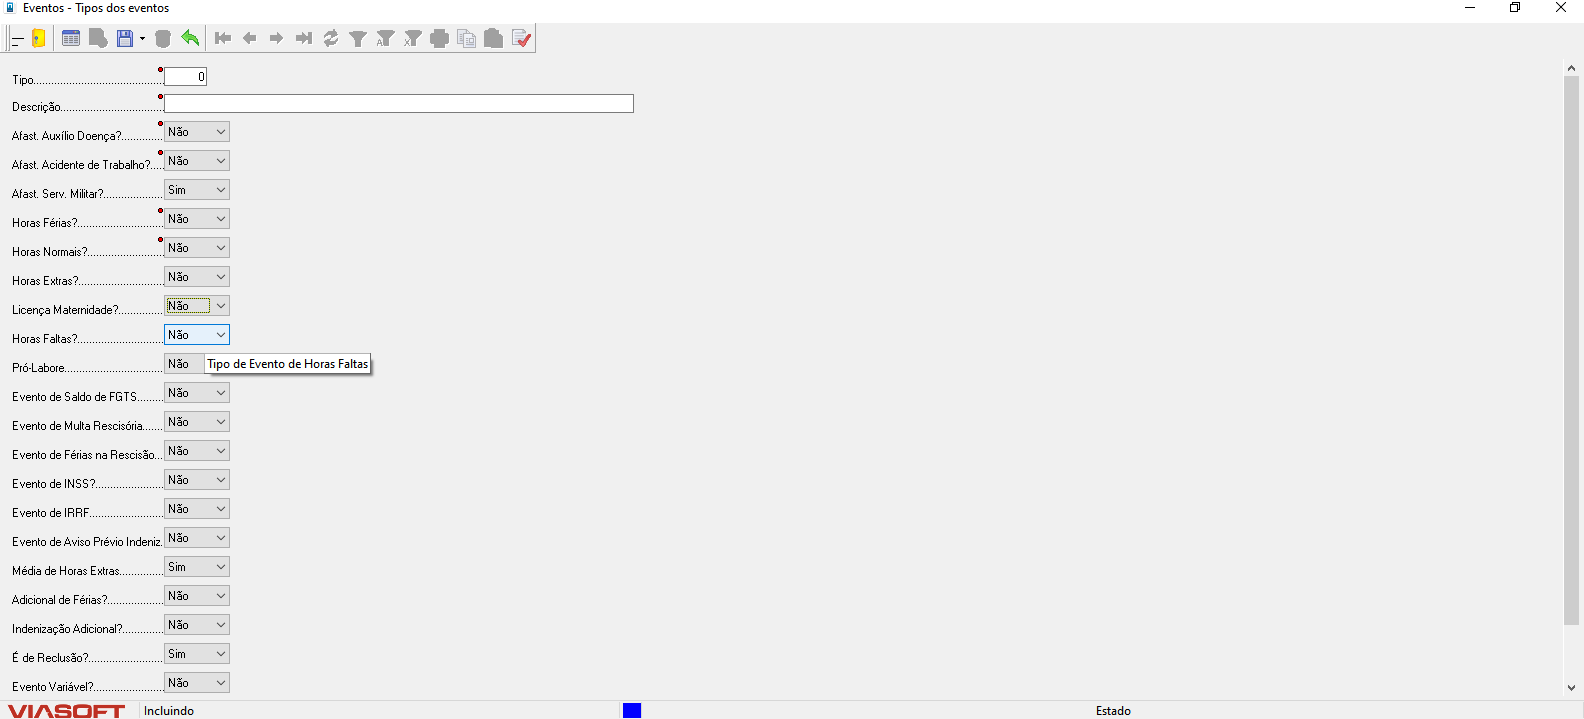 Eventos - Tipos dos eventos
Tipo 0
Descrição
Afast. Auxílio Doença? Não
Afast. Acidente de Trabalho? Não
Afast. Serv. Militar? Sim
Horas Férias? Não
Horas Normais? Não
Horas Extras? Não
Licença Maternidade? Não
Horas Faltas? Não
Pró-Labore Não Tipo de Evento de Horas Faltas
Evento de Saldo de FGTS Não
Evento de Multa Rescisória Não
Evento de Férias na Rescisão Não
Evento de INSS? Não
Evento de IRRF Não
Evento de Aviso Prévio Indeniz. Não
Média de Horas Extras Sim
Adicional de Férias? Não
Indenização Adicional? Não
É de Reclusão? Sim
Evento Variável? Não
VIASOFT Incluindo Estado